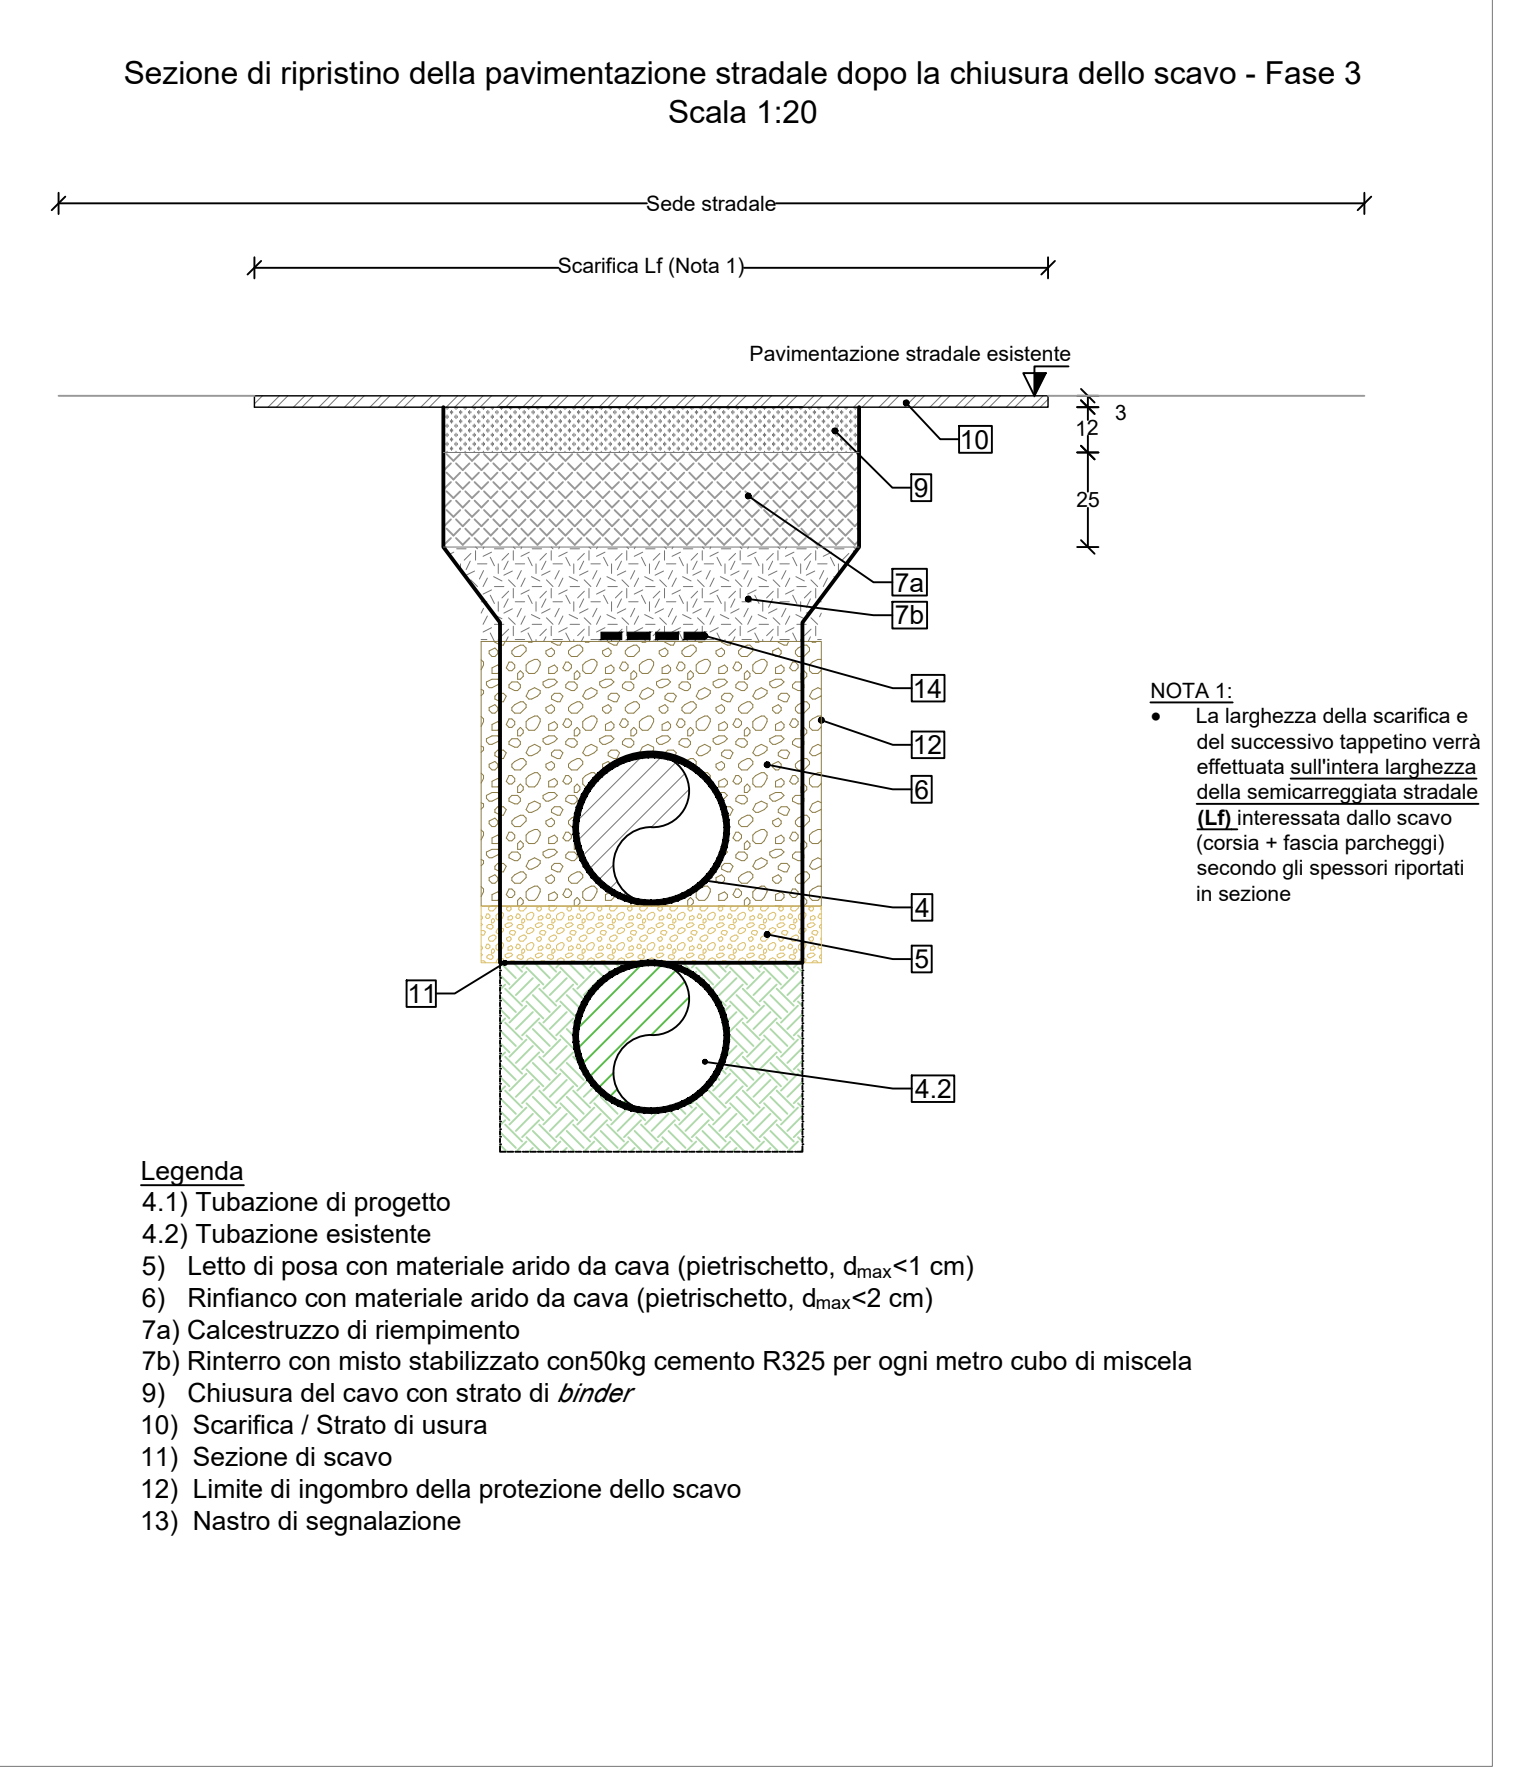 Sezione di ripristino della pavimentazione stradale dopo la chiusura dello scavo - Fase 3
Scala 1:20
Sede stradale
Scarifica Lf (Nota 1)
Pavimentazione stradale esistente
3
12
10
9
25
7a
7b
14
12
6
4
5
11
4.2
NOTA 1:
• La larghezza della scarifica e
del successivo tappetino verrà
effettuata sull'intera larghezza
della semicarreggiata stradale
(Lf) interessata dallo scavo
(corsia + fascia parcheggi)
secondo gli spessori riportati
in sezione
Legenda
4.1) Tubazione di progetto
4.2) Tubazione esistente
5) Letto di posa con materiale arido da cava (pietrischetto, dmax<1 cm)
6) Rinfianco con materiale arido da cava (pietrischetto, dmax<2 cm)
7a) Calcestruzzo di riempimento
7b) Rinterro con misto stabilizzato con50kg cemento R325 per ogni metro cubo di miscela
9) Chiusura del cavo con strato di binder
10) Scarifica / Strato di usura
11) Sezione di scavo
12) Limite di ingombro della protezione dello scavo
13) Nastro di segnalazione